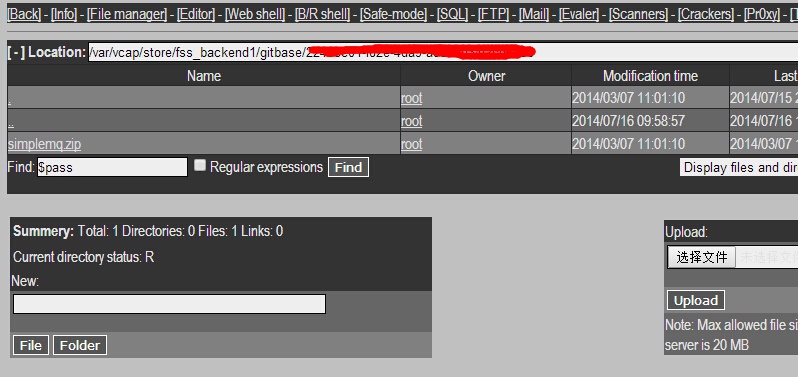 [Back] - [Info] - [File manager] - [Editor] - [Web shell] - [B/R shell] - [Safe-mode] - [SQL] - [FTP] - [Mail] - [Evaler] - [Scanners] - [Crackers] - [Pr0xy] - [T
[ - ] Location: /var/vcap/store/fss_backend1/gitbase/
Name Owner Modification time Last
. root 2014/03/07 11:01:10 2014/07/15 2
.. root 2014/07/16 09:58:57 2014/07/16 1
simplemq.zip root 2014/03/07 11:01:10 2014/03/07 1
Find: $pass Regular expressions Find Display files and dir
Summery: Total: 1 Directories: 0 Files: 1 Links: 0
Current directory status: R
New:
File Folder
Upload:
选择文件 未选择文
Upload
Note: Max allowed file si
server is 20 MB